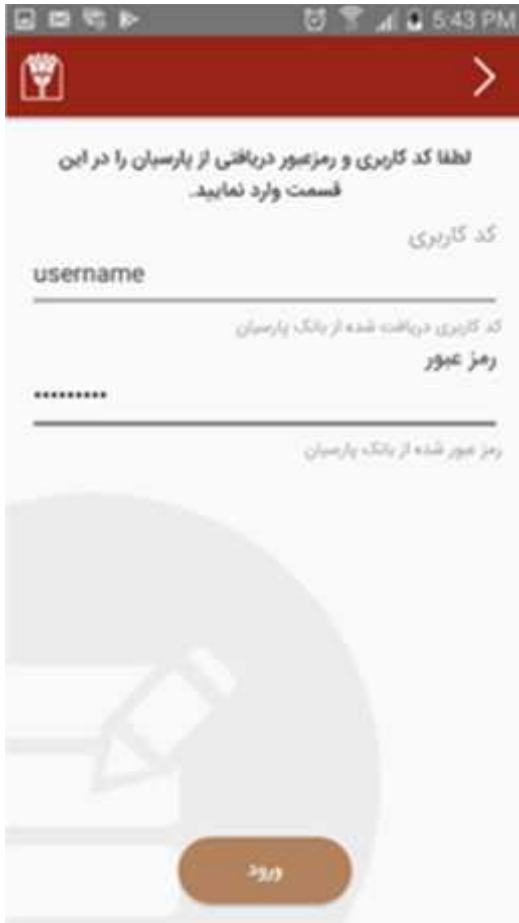 5:43 PM
لطفا کد کاربری و رمزعبور دریافتی از پارسیان را در این
قسمت وارد نمایید.
کد کاربری
username
کد کاربری دریافت شده از بانک پارسیان
رمز عبور
•••••••••
رمز عبور شده از بانک پارسیان
ورود